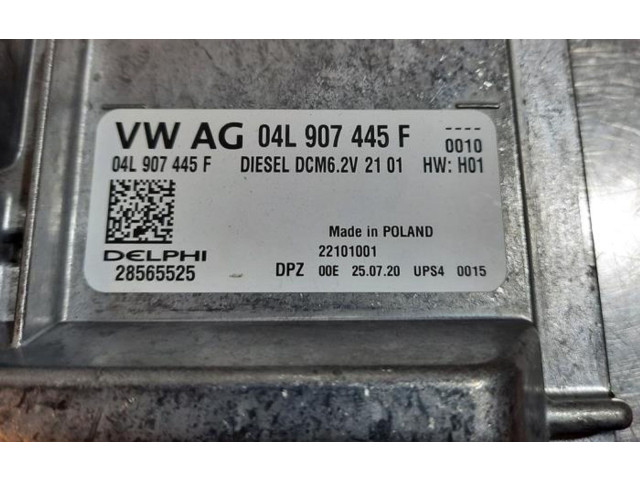 VW AG 04L 907 445 F ----
0010
04L 907 445 F DIESEL DCM6.2V 21 01 HW: H01
Made in POLAND
DELPHI 22101001
28565525 DPZ 00E 25.07.20 UPS4 0015